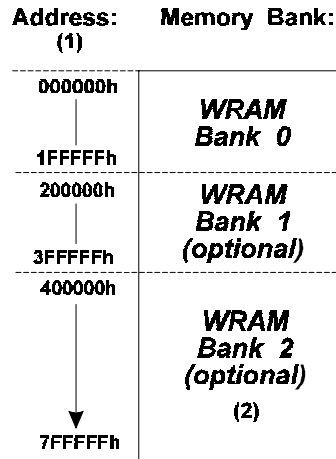 Address: Memory Bank:
(1)
000000h
WRAM
Bank 0
1FFFFFh
200000h
WRAM
Bank 1
(optional)
3FFFFFh
400000h
WRAM
Bank 2
(optional)
(2)
7FFFFFh